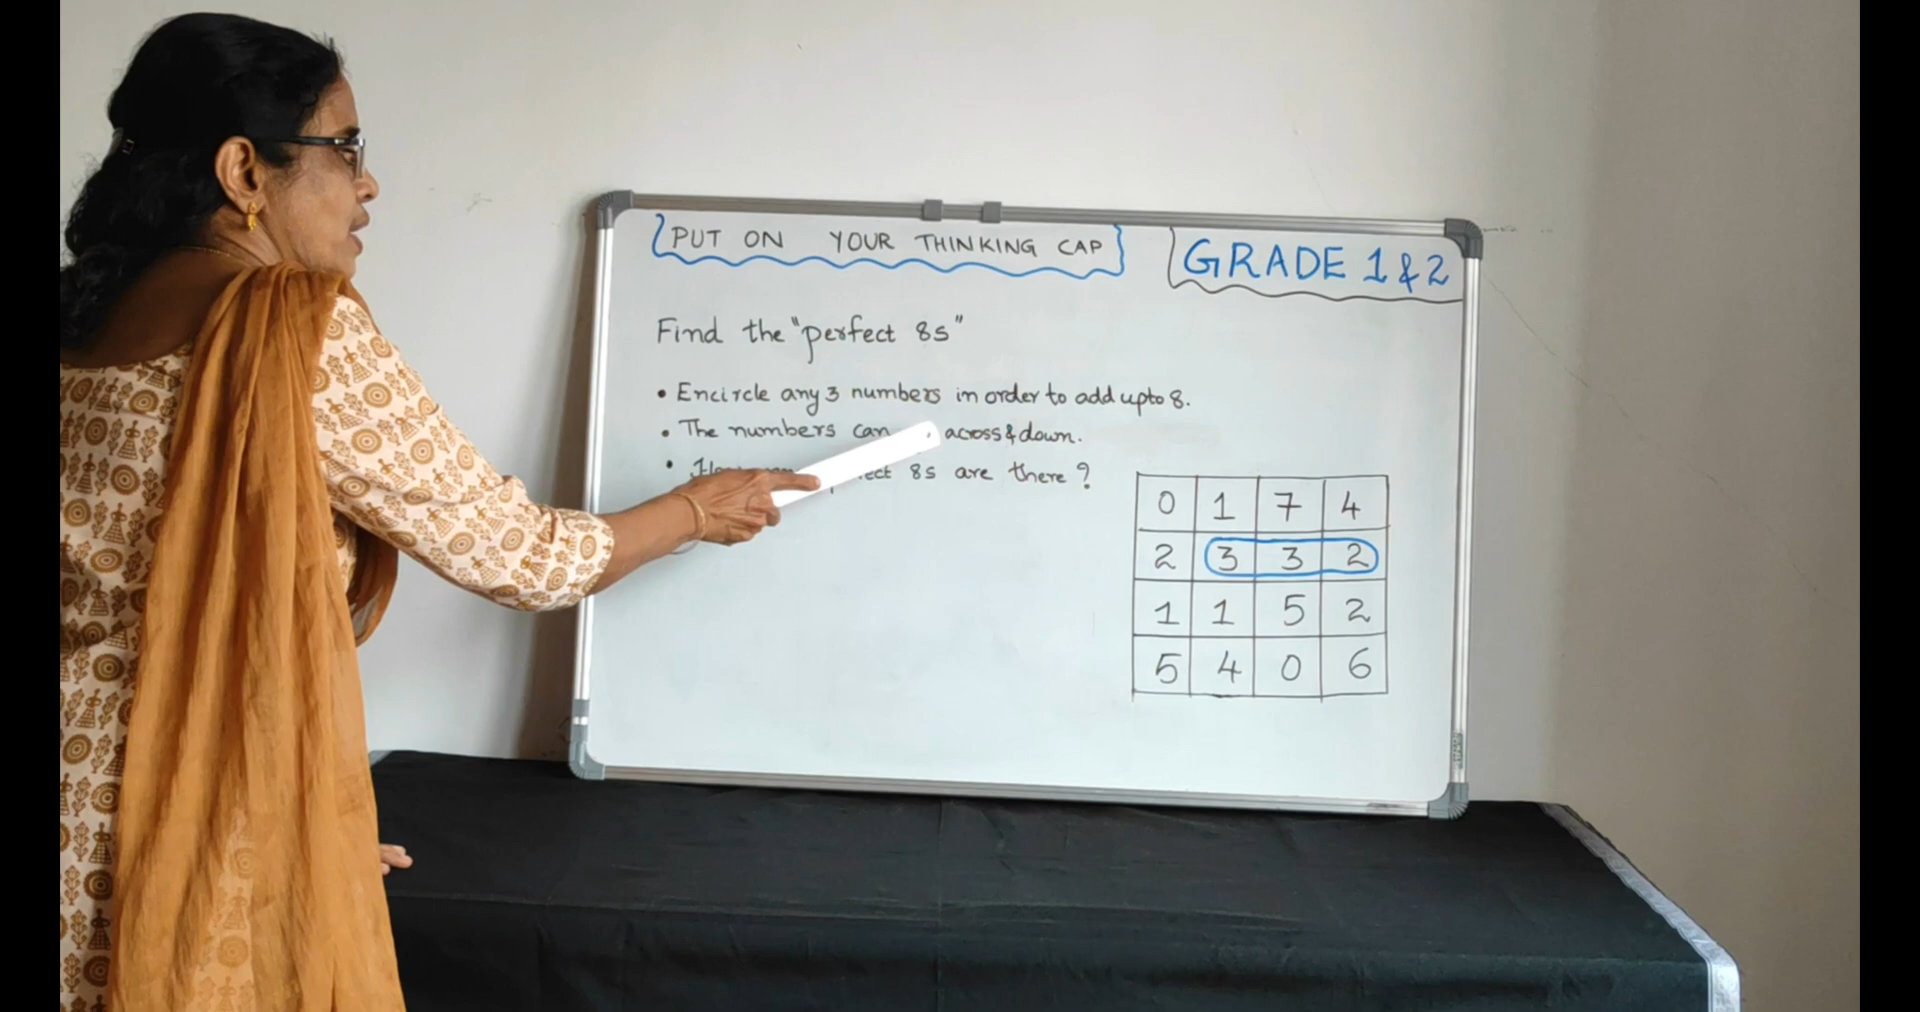 PUT ON YOUR THINKING CAP
GRADE 1 & 2
Find the "perfect 8s"
• Encircle any 3 numbers in order to add upto 8.
• The numbers can across & down.
• 8s are there?
0 1 7 4
2 3 3 2
1 1 5 2
5 4 0 6